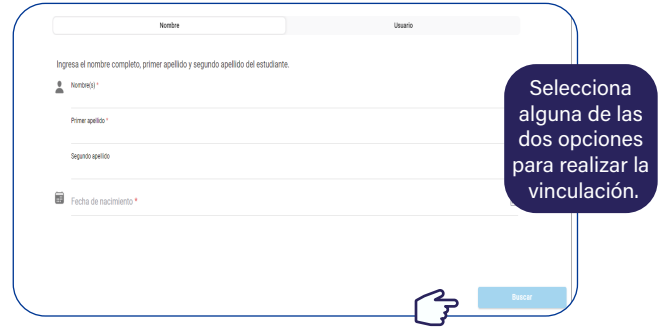 Nombre Usuario
Ingresa el nombre completo, primer apellido y segundo apellido del estudiante.
Nombre(s) *
Primer apellido *
Segundo apellido
Fecha de nacimiento *
Selecciona
alguna de las
dos opciones
para realizar la
vinculación.
Buscar